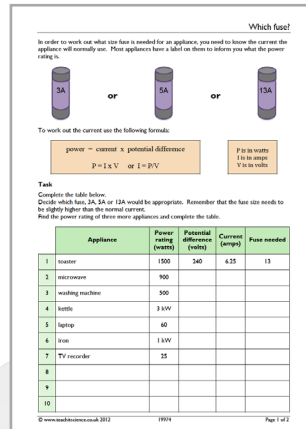 Which fuse?
In order to work out what size fuse is needed for an appliance, you need to know the current the
appliance will normally use. Most appliances have a label on them to inform you what the power
rating is.
3A or 5A or 13A
To work out the current use the following formula:
power = current x potential difference
P = I x V or I = P/V
P is in watts
I is in amps
V is in volts
Task
Complete the table below.
Decide which fuse, 3A, 5A or 13A would be appropriate. Remember that the fuse size needs to
be slightly higher than the normal current.
Find the power rating of three more appliances and complete the table.
Appliance Power rating (watts) Potential difference (volts) Current (amps) Fuse needed
1 toaster 1500 240 6.25 13
2 microwave 900
3 washing machine 500
4 kettle 3 kW
5 laptop 60
6 iron 1 kW
7 TV recorder 25
8
9
10
© www.teachitscience.co.uk 2012 19974 Page 1 of 2